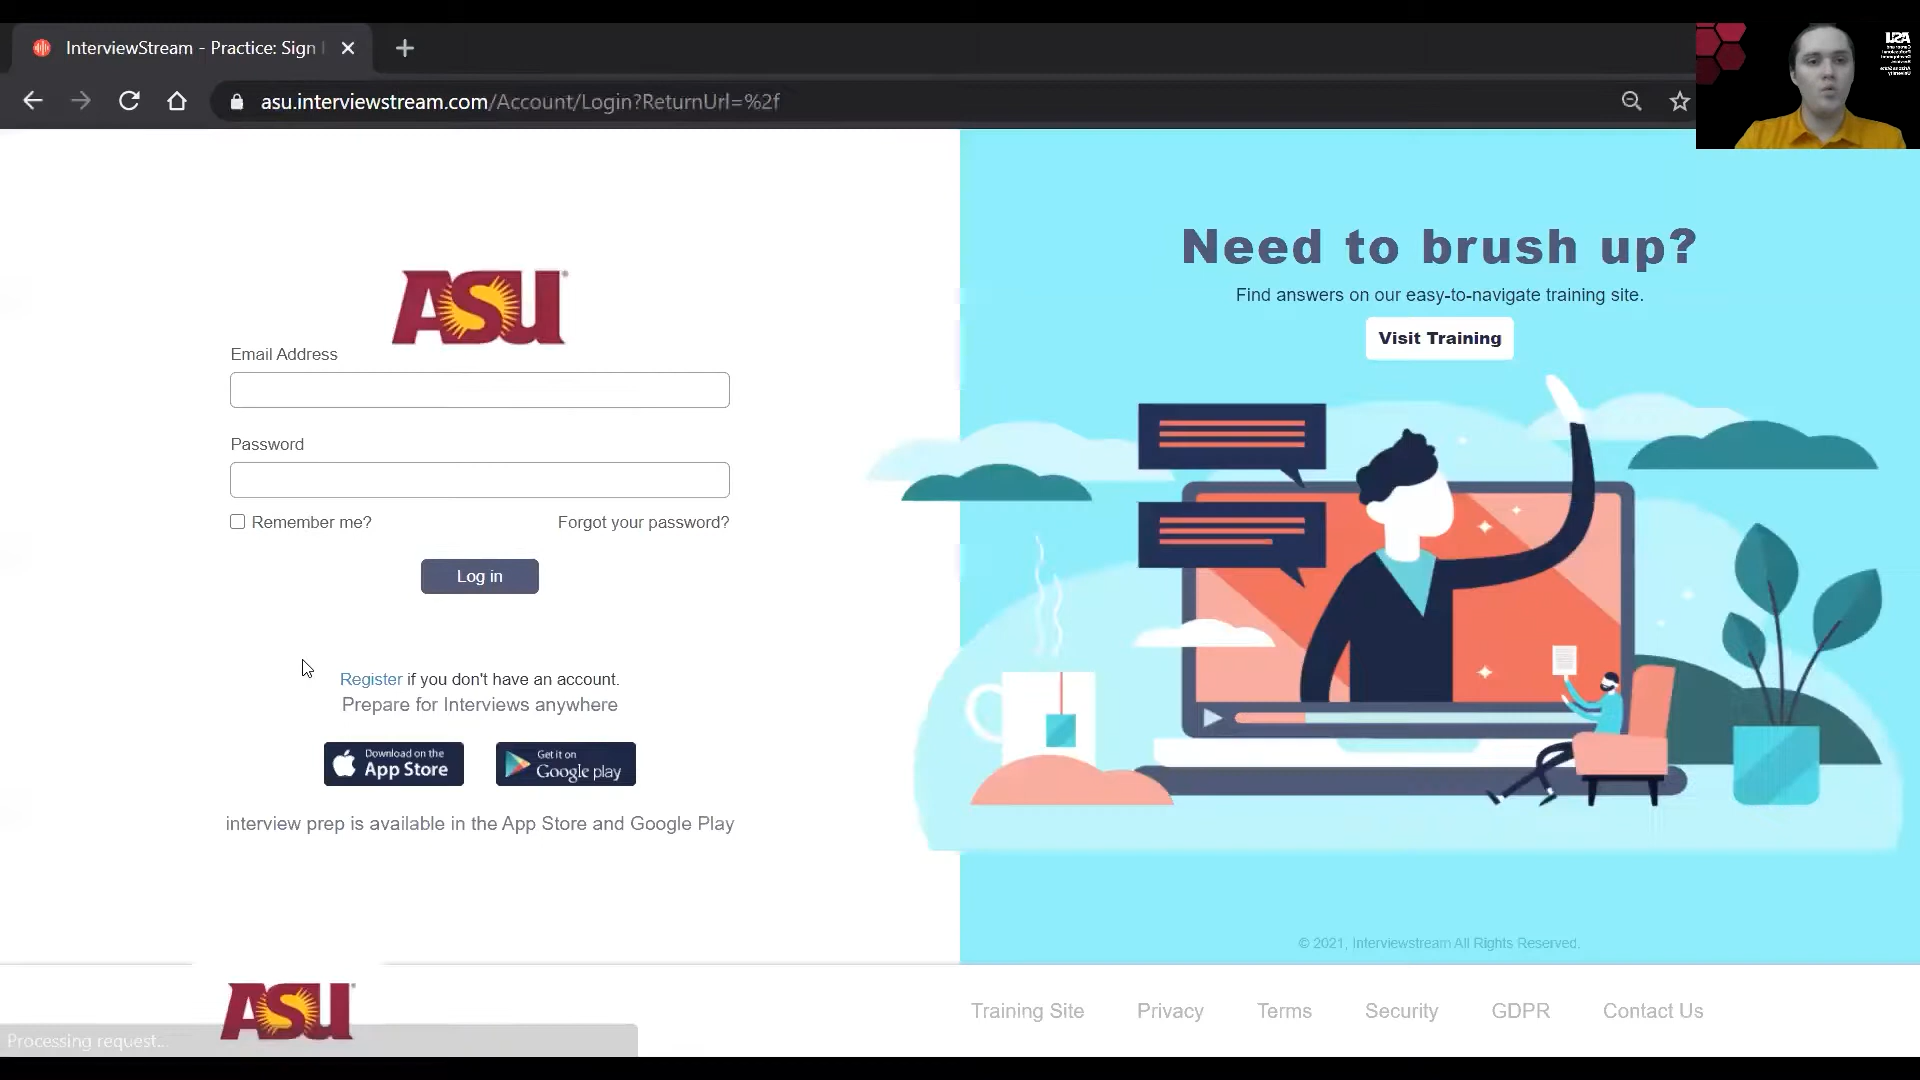 InterviewStream - Practice: Sign
asu.interviewstream.com/Account/Login?ReturnUrl=%2f
ASU
Email Address
Password
Remember me?
Forgot your password?
Log in
Register if you don't have an account.
Prepare for Interviews anywhere
Download on the
App Store
Get it on
Google play
interview prep is available in the App Store and Google Play
Need to brush up?
Find answers on our easy-to-navigate training site.
Visit Training
© 2021, Interviewstream All Rights Reserved.
ASU
Training Site
Privacy
Terms
Security
GDPR
Contact Us
Processing request...
ASU